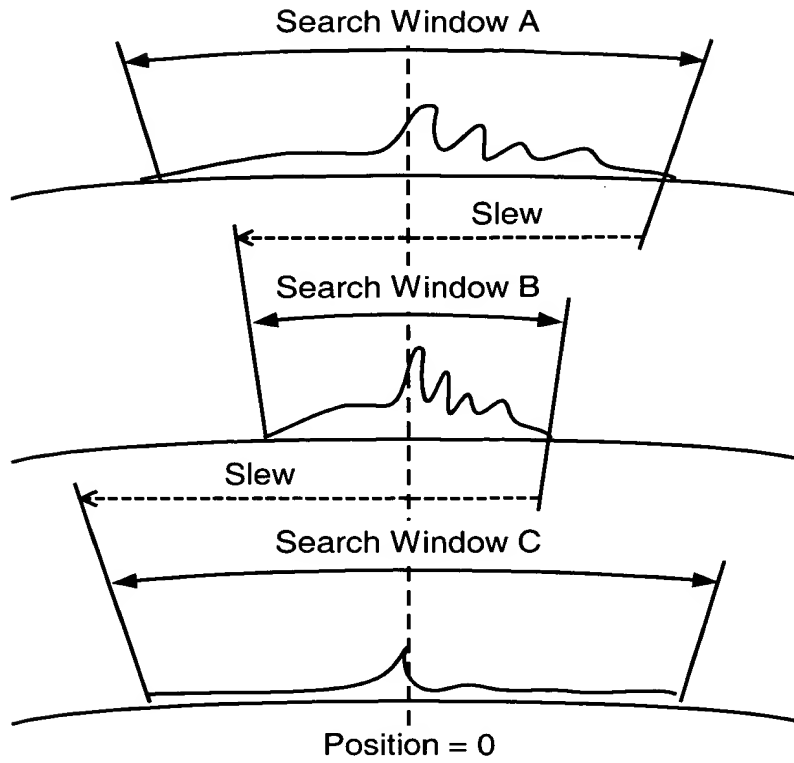 Search Window A
Slew
Search Window B
Slew
Search Window C
Position = 0